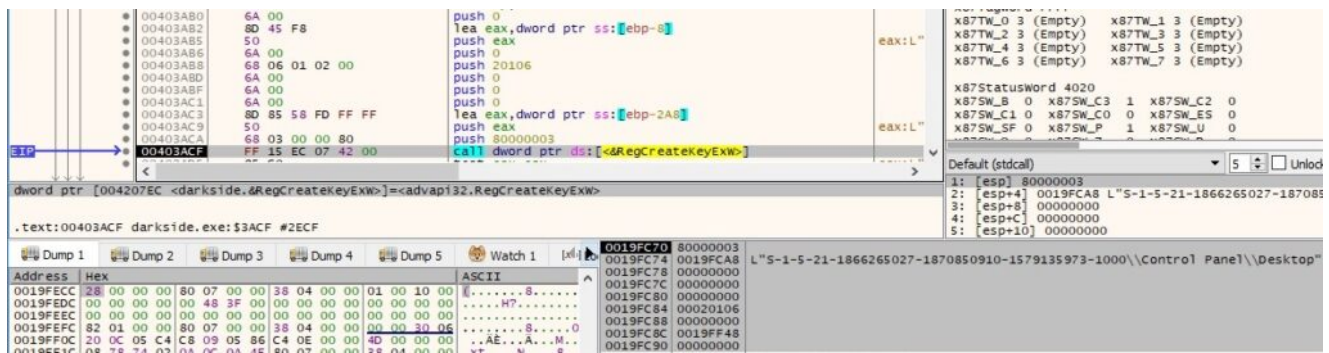 00403AB0 6A 00 push 0
00403AB2 8D 45 F8 lea eax,dword ptr ss:[ebp-8]
00403AB5 50 push eax eax:L"
00403AB6 6A 00 push 0
00403AB8 68 06 01 02 00 push 20106
00403ABD 6A 00 push 0
00403ABF 6A 00 push 0
00403AC1 6A 00 push 0
00403AC3 8D 85 58 FD FF FF lea eax,dword ptr ss:[ebp-2A8]
00403AC9 50 push eax eax:L"
00403ACA 68 03 00 00 80 push 80000003
EIP 00403ACF FF 15 EC 07 42 00 call dword ptr ds:[<&RegCreateKeyExW>]
dword ptr [004207EC <darkside.&RegCreateKeyExW>]=<advapi32.RegCreateKeyExW>
.text:00403ACF darkside.exe:$3ACF #2ECF
x87TW_0 3 (Empty) x87TW_1 3 (Empty)
x87TW_2 3 (Empty) x87TW_3 3 (Empty)
x87TW_4 3 (Empty) x87TW_5 3 (Empty)
x87TW_6 3 (Empty) x87TW_7 3 (Empty)
x87StatusWord 4020
x87SW_B 0 x87SW_C3 1 x87SW_C2 0
x87SW_C1 0 x87SW_C0 0 x87SW_ES 0
x87SW_SF 0 x87SW_P 1 x87SW_U 0
Default (stdcall) 5 Unlock
1: [esp] 80000003
2: [esp+4] 0019FCA8 L"S-1-5-21-1866265027-187085
3: [esp+8] 00000000
4: [esp+C] 00000000
5: [esp+10] 00000000
Dump 1 Dump 2 Dump 3 Dump 4 Dump 5 Watch 1
Address Hex ASCII
0019FECC 28 00 00 00 80 07 00 00 38 04 00 00 01 00 10 00 (.......8.......
0019FEDC 00 00 00 00 00 48 3F 00 00 00 00 00 00 00 00 00 .....H?.........
0019FEEC 00 00 00 00 00 00 00 00 00 00 00 00 00 00 00 00 ................
0019FEFC 82 01 00 00 80 07 00 00 38 04 00 00 00 00 30 06 ........8.....0.
0019FF0C 20 0C 05 C4 C8 09 05 86 C4 0E 00 00 4D 00 00 00
0019FC70 80000003
0019FC74 0019FCA8 L"S-1-5-21-1866265027-1870850910-1579135973-1000\\Control Panel\\Desktop"
0019FC78 00000000
0019FC7C 00000000
0019FC80 00000000
0019FC84 00020106
0019FC88 00000000
0019FC8C 0019FF48
0019FC90 00000000